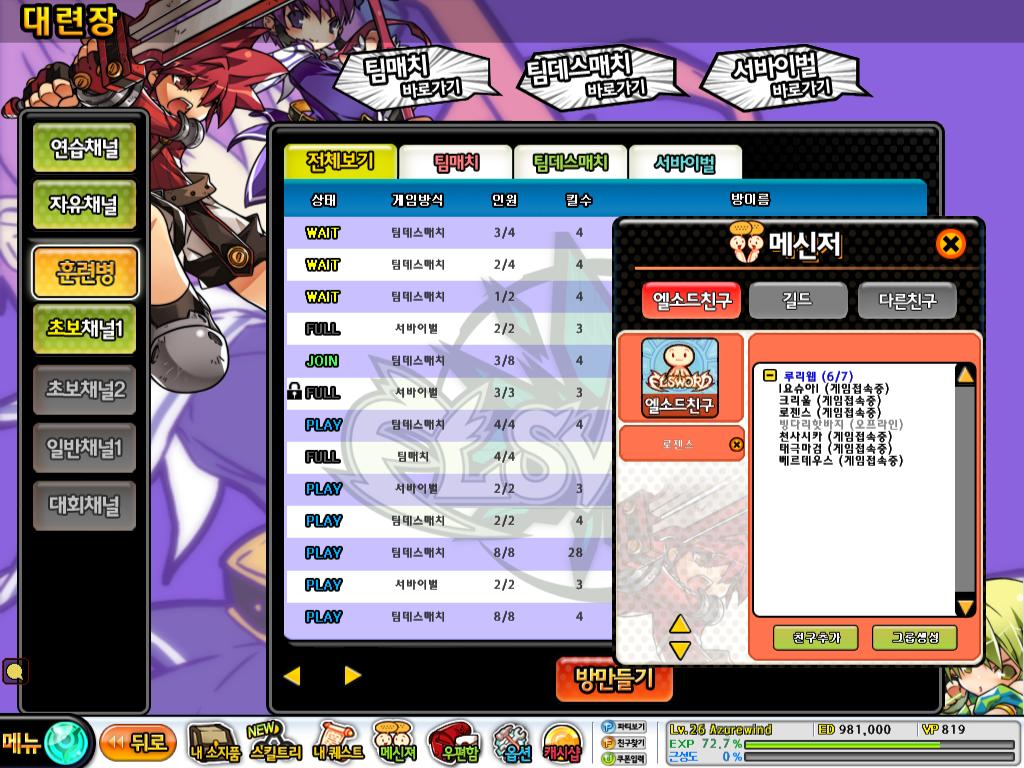 대련장
팀매치 바로가기
팀데스매치 바로가기
서바이벌 바로가기
연습채널
자유채널
훈련병
초보채널1
초보채널2
일반채널1
대회채널
전체보기 팀매치 팀데스매치 서바이벌
상태 게임방식 인원 킬수 방이름
WAIT 팀데스매치 3/4 4
WAIT 팀데스매치 2/4 4
WAIT 팀데스매치 1/2 4
FULL 서바이벌 2/2 3
JOIN 팀데스매치 3/8 4
FULL 서바이벌 3/3 3
PLAY 팀데스매치 4/4 4
FULL 팀매치 4/4
PLAY 서바이벌 2/2 3
PLAY 팀데스매치 2/2 4
PLAY 팀데스매치 8/8 28
PLAY 서바이벌 2/2 3
PLAY 팀데스매치 8/8 4
방만들기
메신저
엘소드친구 길드 다른친구
ELSWORD
엘소드친구
로젠스
루리웹 (6/7)
I요슈아I (게임접속중)
크리울 (게임접속중)
로젠스 (게임접속중)
빙다리핫바지 (오프라인)
천사시카 (게임접속중)
태극마검 (게임접속중)
베르데우스 (게임접속중)
친구추가 그룹생성
메뉴 뒤로 내 소지품 NEW 스킬트리 내 퀘스트 메신저 우편함 옵션 캐시샵
P 파티보기
F 친구찾기
U 쿠폰입력
Lv.26 Azurewind ED 981,000 VP 819
EXP 72.7%
근성도 0%